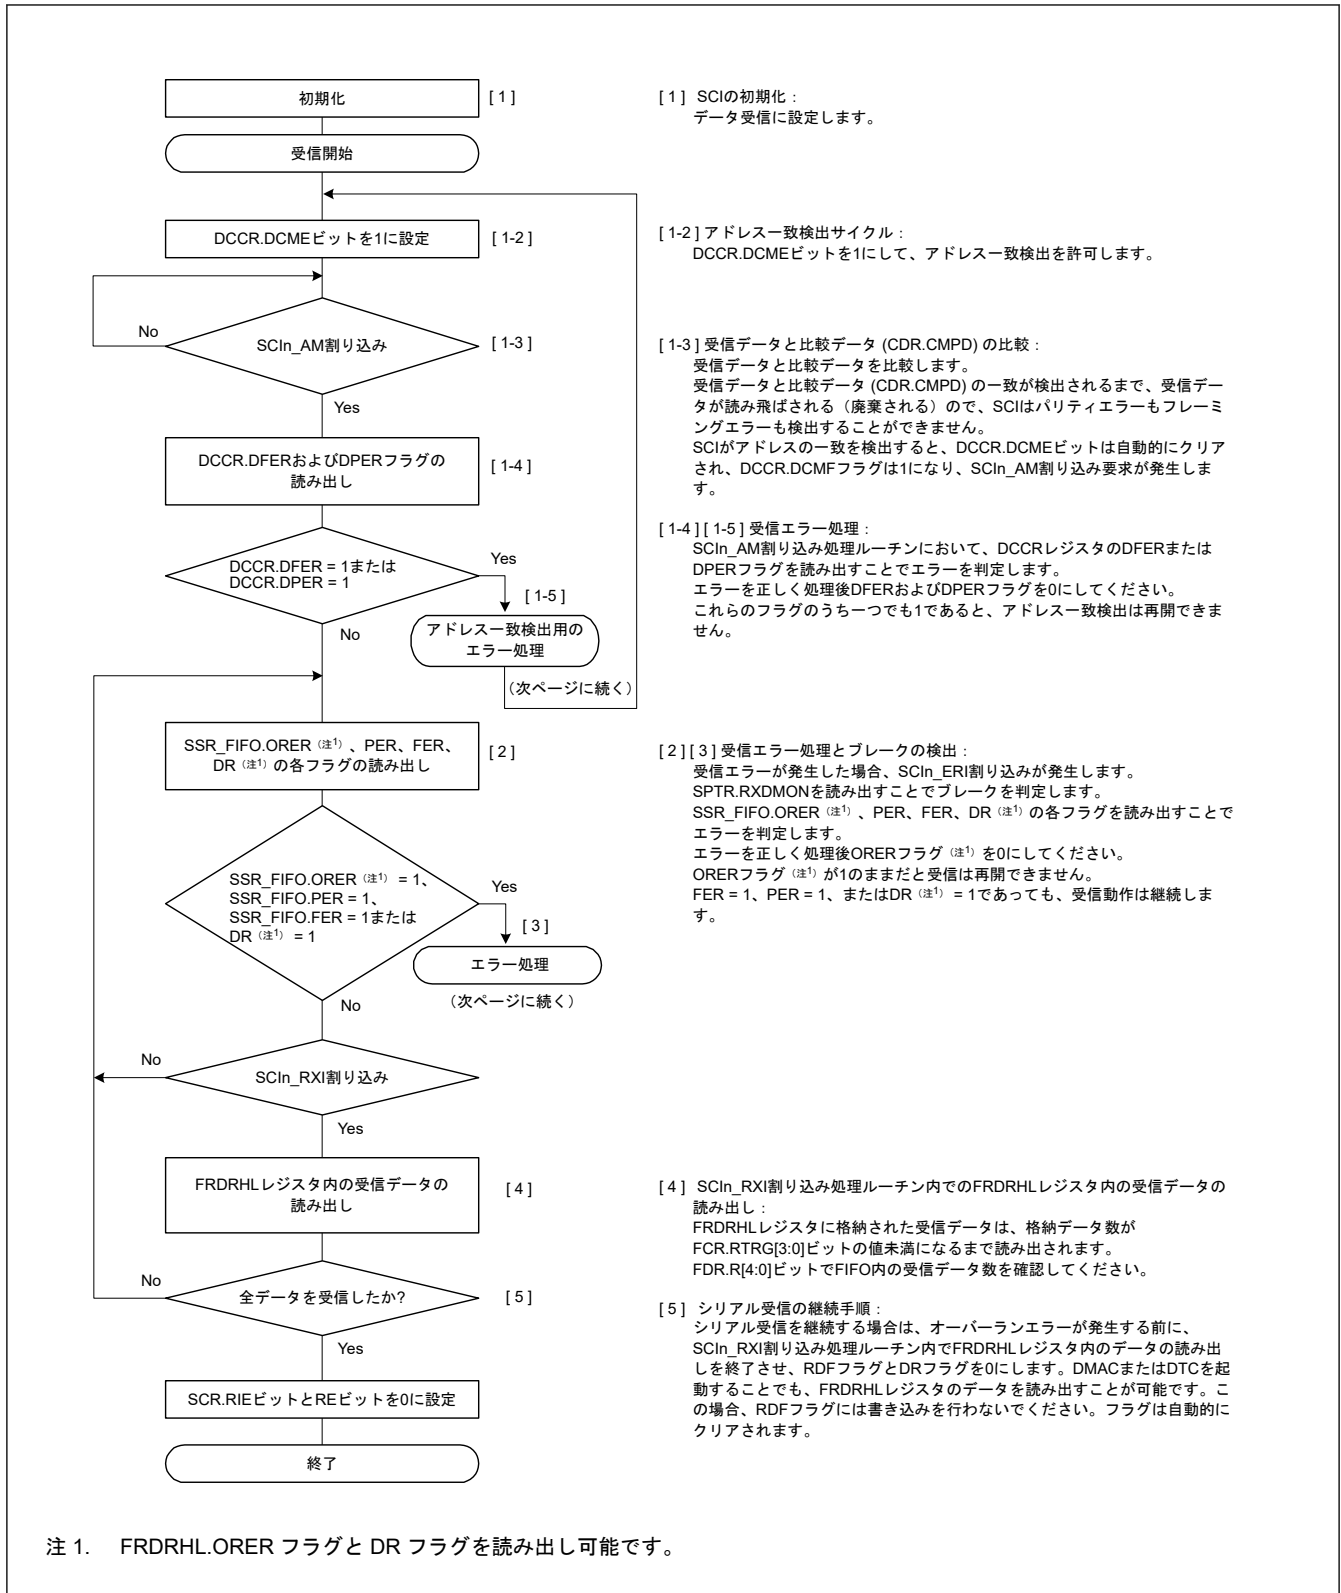 初期化
[ 1 ]
受信開始
DCCR.DCMEビットを1に設定
[ 1-2 ]
No
SCIn_AM割り込み
[ 1-3 ]
Yes
DCCR.DFERおよびDPERフラグの
読み出し
[ 1-4 ]
DCCR.DFER = 1または
DCCR.DPER = 1
Yes
[ 1-5 ]
No
アドレス一致検出用の
エラー処理
（次ページに続く）
SSR_FIFO.ORER（注1）、PER、FER、
DR（注1）の各フラグの読み出し
[ 2 ]
SSR_FIFO.ORER（注1） = 1、
SSR_FIFO.PER = 1、
SSR_FIFO.FER = 1または
DR（注1） = 1
Yes
[ 3 ]
エラー処理
（次ページに続く）
No
No
SCIn_RXI割り込み
Yes
FRDRHLレジスタ内の受信データの
読み出し
[ 4 ]
No
全データを受信したか?
[ 5 ]
Yes
SCR.RIEビットとREビットを0に設定
終了
[ 1 ] SCIの初期化：
データ受信に設定します。
[ 1-2 ] アドレス一致検出サイクル：
DCCR.DCMEビットを1にして、アドレス一致検出を許可します。
[ 1-3 ] 受信データと比較データ (CDR.CMPD) の比較：
受信データと比較データを比較します。
受信データと比較データ (CDR.CMPD) の一致が検出されるまで、受信デー
タが読み飛ばされる（廃棄される）ので、SCIはパリティエラーもフレーミ
ングエラーも検出することができません。
SCIがアドレスの一致を検出すると、DCCR.DCMEビットは自動的にクリア
され、DCCR.DCMFフラグは1になり、SCIn_AM割り込み要求が発生しま
す。
[ 1-4 ] [ 1-5 ] 受信エラー処理：
SCIn_AM割り込み処理ルーチンにおいて、DCCRレジスタのDFERまたは
DPERフラグを読み出すことでエラーを判定します。
エラーを正しく処理後DFERおよびDPERフラグを0にしてください。
これらのフラグのうち一つでも1であると、アドレス一致検出は再開できま
せん。
[ 2 ] [ 3 ] 受信エラー処理とブレークの検出：
受信エラーが発生した場合、SCIn_ERI割り込みが発生します。
SPTR.RXDMONを読み出すことでブレークを判定します。
SSR_FIFO.ORER（注1）、PER、FER、DR（注1）の各フラグを読み出すことで
エラーを判定します。
エラーを正しく処理後ORERフラグ（注1）を0にしてください。
ORERフラグ（注1）が1のままだと受信は再開できません。
FER = 1、PER = 1、またはDR（注1） = 1であっても、受信動作は継続しま
す。
[ 4 ] SCIn_RXI割り込み処理ルーチン内でのFRDRHLレジスタ内の受信データの
読み出し：
FRDRHLレジスタに格納された受信データは、格納データ数が
FCR.RTRG[3:0]ビットの値未満になるまで読み出されます。
FDR.R[4:0]ビットでFIFO内の受信データ数を確認してください。
[ 5 ] シリアル受信の継続手順：
シリアル受信を継続する場合は、オーバーランエラーが発生する前に、
SCIn_RXI割り込み処理ルーチン内でFRDRHLレジスタ内のデータの読み出
しを終了させ、RDFフラグとDRフラグを0にします。DMACまたはDTCを起
動することでも、FRDRHLレジスタのデータを読み出すことが可能です。こ
の場合、RDFフラグには書き込みを行わないでください。フラグは自動的に
クリアされます。
注 1. FRDRHL.ORER フラグと DR フラグを読み出し可能です。